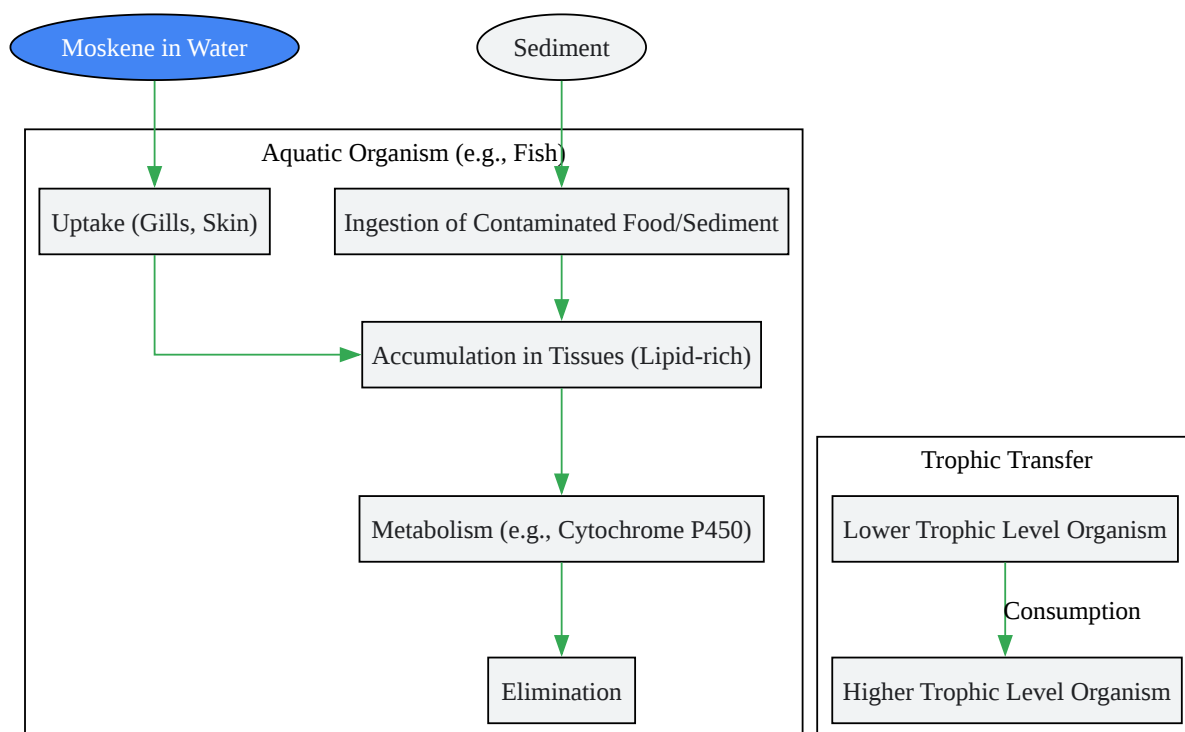 Moskene in Water
Sediment
Aquatic Organism (e.g., Fish)
Uptake (Gills, Skin)
Ingestion of Contaminated Food/Sediment
Accumulation in Tissues (Lipid-rich)
Metabolism (e.g., Cytochrome P450)
Elimination
Trophic Transfer
Lower Trophic Level Organism
Consumption
Higher Trophic Level Organism